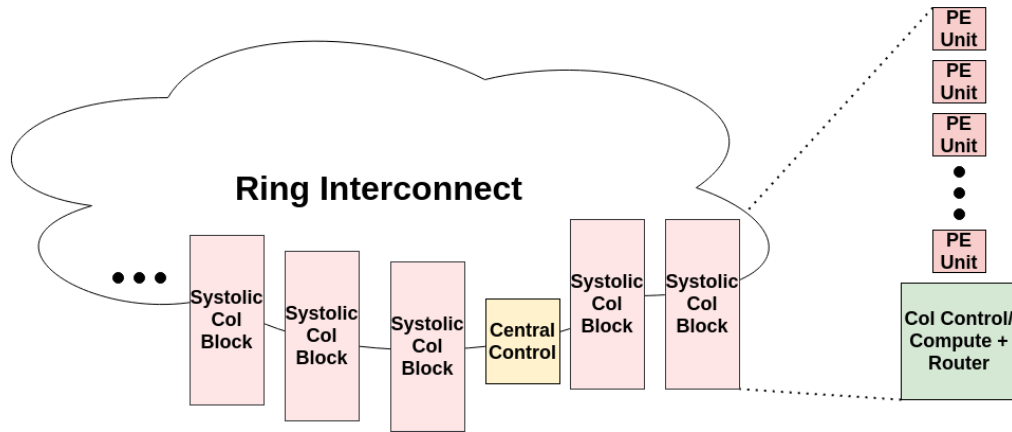 Ring Interconnect
Systolic
Col
Block
Systolic
Col
Block
Systolic
Col
Block
Central
Control
Systolic
Col
Block
Systolic
Col
Block
PE
Unit
PE
Unit
PE
Unit
PE
Unit
Col Control/
Compute +
Router